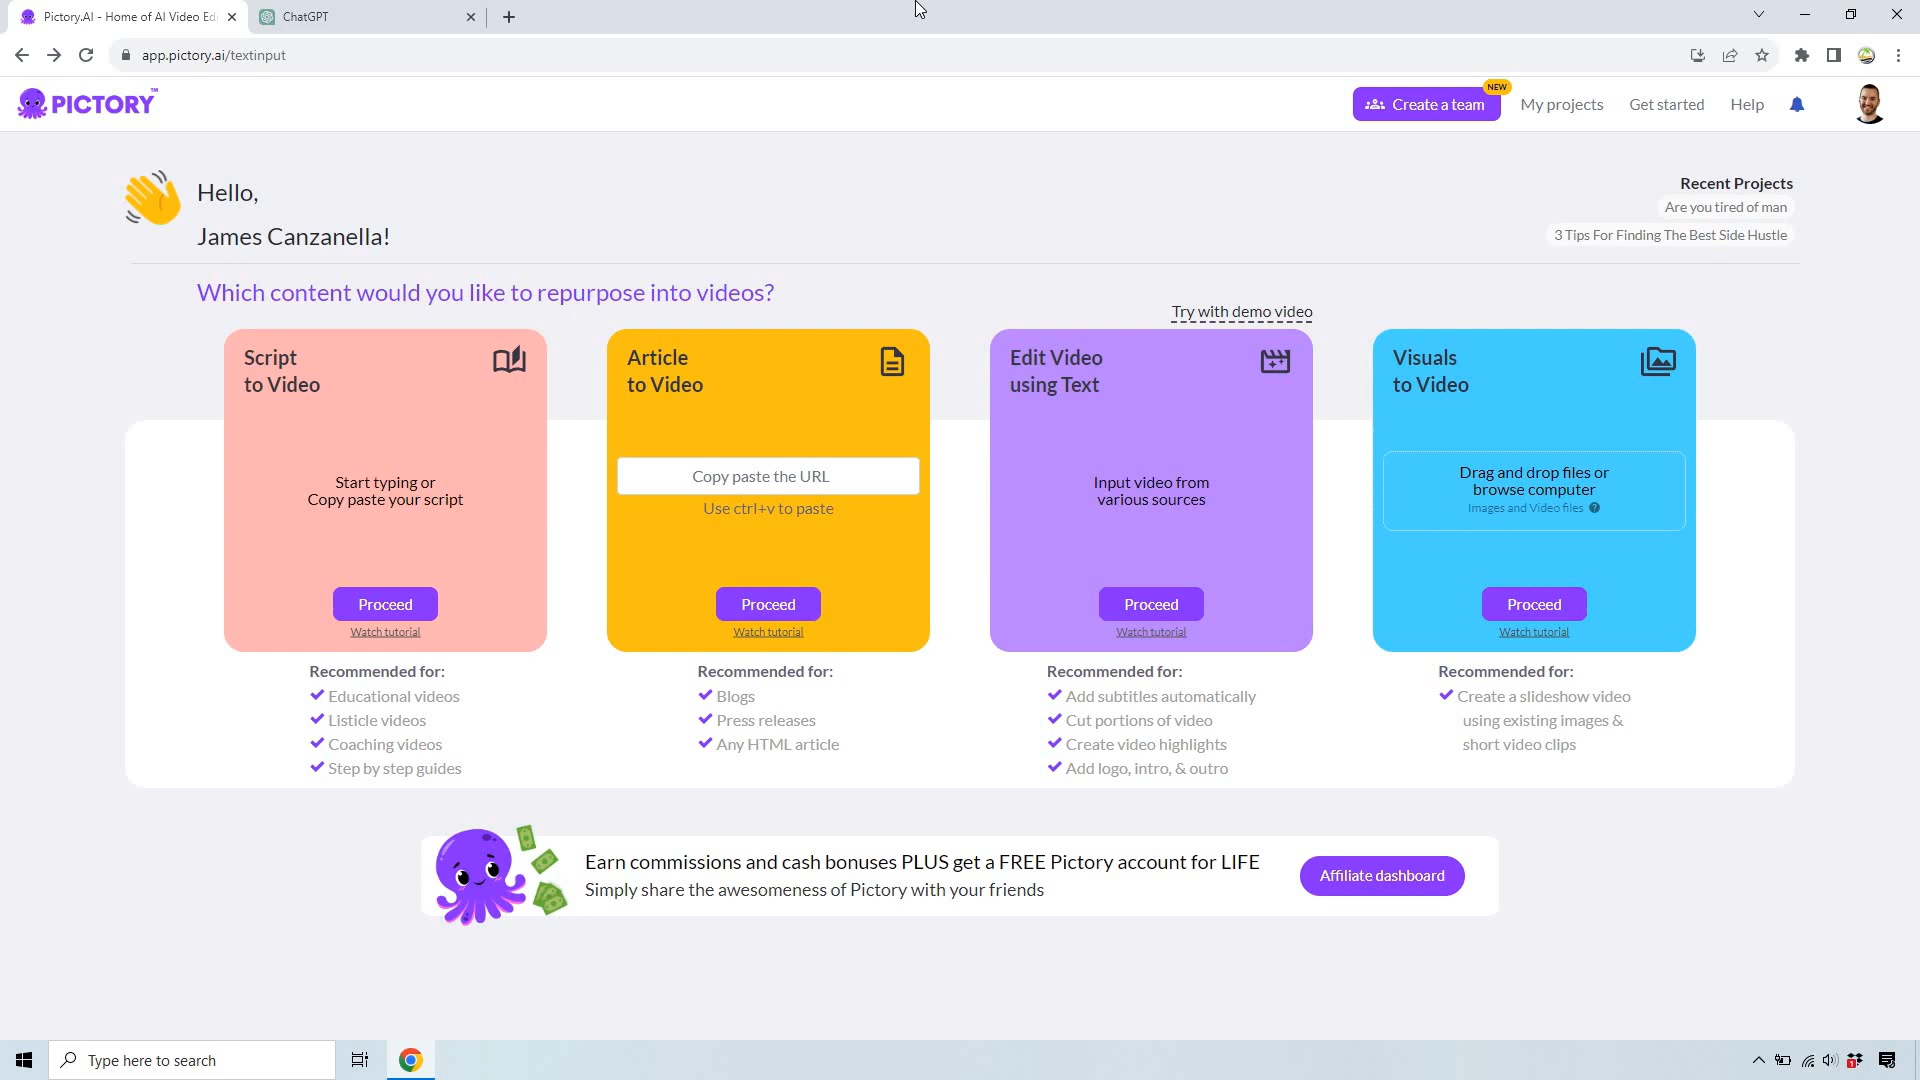 Pictory.AI - Home of AI Video Edi
ChatGPT
app.pictory.ai/textinput
PICTORY™
NEW
Create a team
My projects
Get started
Help
Hello,
James Canzanella!
Recent Projects
Are you tired of man
3 Tips For Finding The Best Side Hustle
Which content would you like to repurpose into videos?
Try with demo video
Script
to Video
Start typing or
Copy paste your script
Proceed
Watch tutorial
Article
to Video
Copy paste the URL
Use ctrl+v to paste
Proceed
Watch tutorial
Edit Video
using Text
Input video from
various sources
Proceed
Watch tutorial
Visuals
to Video
Drag and drop files or
browse computer
Images and Video files ?
Proceed
Watch tutorial
Recommended for:
Educational videos
Listicle videos
Coaching videos
Step by step guides
Recommended for:
Blogs
Press releases
Any HTML article
Recommended for:
Add subtitles automatically
Cut portions of video
Create video highlights
Add logo, intro, & outro
Recommended for:
Create a slideshow video
using existing images &
short video clips
Earn commissions and cash bonuses PLUS get a FREE Pictory account for LIFE
Simply share the awesomeness of Pictory with your friends
Affiliate dashboard
Type here to search
1